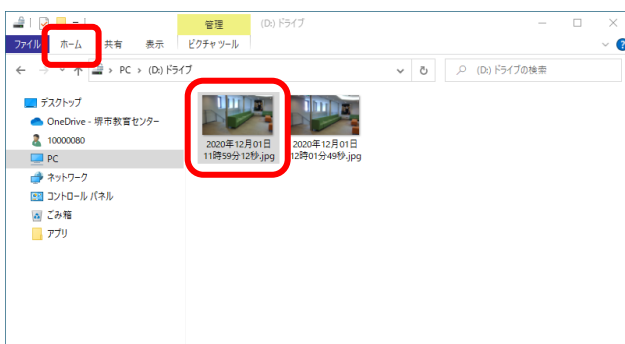 管理
(D:) ドライブ
ファイル
ホーム
共有
表示
ピクチャ ツール
PC
(D:) ドライブ
(D:) ドライブの検索
デスクトップ
OneDrive - 堺市教育センター
10000080
PC
ネットワーク
コントロール パネル
ごみ箱
アプリ
2020年12月01日
11時59分12秒.jpg
2020年12月01日
12時01分49秒.jpg